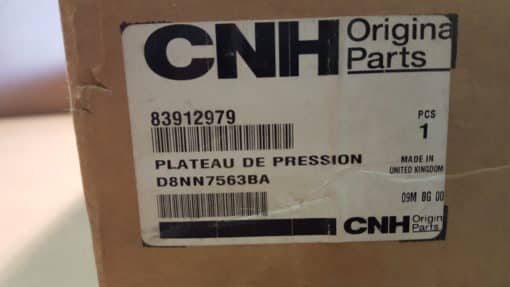 CNH Original Parts
83912979
PCS
1
PLATEAU DE PRESSION
D8NN7563BA
MADE IN
UNITED KINGDOM
09M BG 00
CNH Origin
Parts